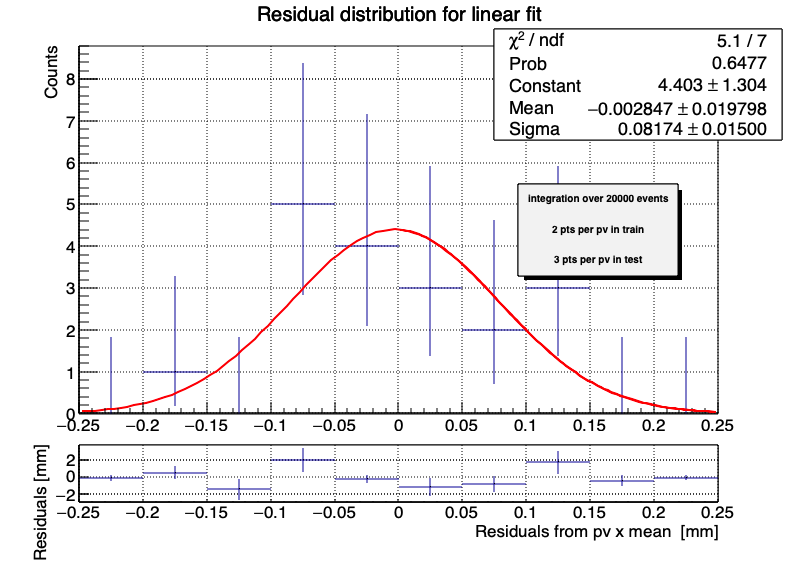 Residual distribution for linear fit
χ² / ndf 5.1 / 7
Prob 0.6477
Constant 4.403 ± 1.304
Mean −0.002847 ± 0.019798
Sigma 0.08174 ± 0.01500
Counts
8
7
6
5
4
3
2
1
0
integration over 20000 events
2 pts per pv in train
3 pts per pv in test
−0.25 −0.2 −0.15 −0.1 −0.05 0 0.05 0.1 0.15 0.2 0.25
Residuals [mm]
2
0
−2
−0.25 −0.2 −0.15 −0.1 −0.05 0 0.05 0.1 0.15 0.2 0.25
Residuals from pv x mean [mm]